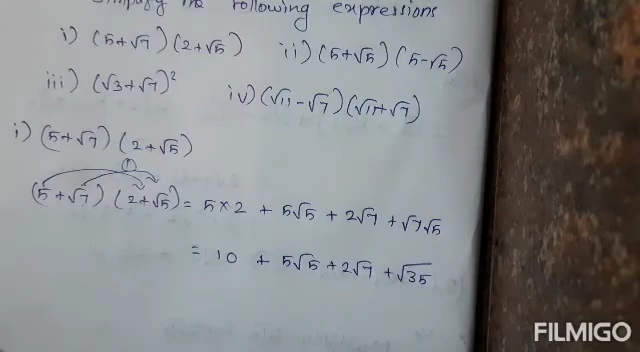 Simplify the following expressions
i) (5+√7)(2+√5) ii) (5+√5)(5-√5)
iii) (√3+√7)² iv) (√11-√7)(√11+√7)
i) (5+√7)(2+√5)
(5+√7)(2+√5) = 5×2 + 5√5 + 2√7 + √7√5
= 10 + 5√5 + 2√7 + √35
FILMIGO